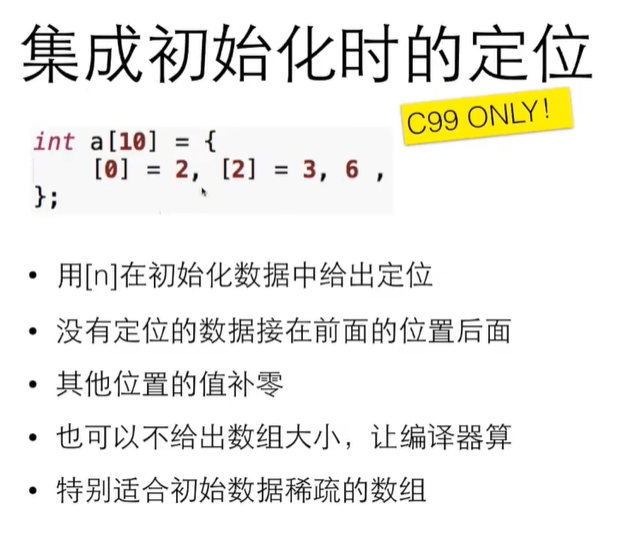 集成初始化时的定位
C99 ONLY!
int a[10] = {
[0] = 2, [2] = 3, 6 ,
};
• 用[n]在初始化数据中给出定位
• 没有定位的数据接在前面的位置后面
• 其他位置的值补零
• 也可以不给出数组大小，让编译器算
• 特别适合初始数据稀疏的数组